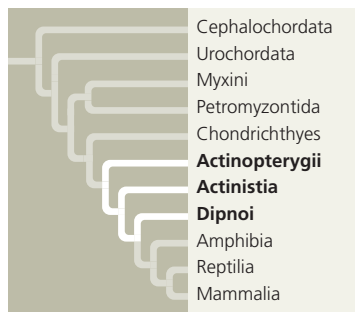 Cephalochordata
Urochordata
Myxini
Petromyzontida
Chondrichthyes
Actinopterygii
Actinistia
Dipnoi
Amphibia
Reptilia
Mammalia